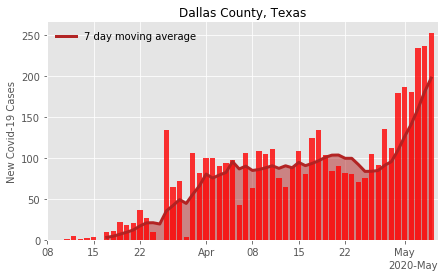 Dallas County, Texas
7 day moving average
New Covid-19 Cases
250
200
150
100
50
0
08 15 22 Apr 08 15 22 May
2020-May